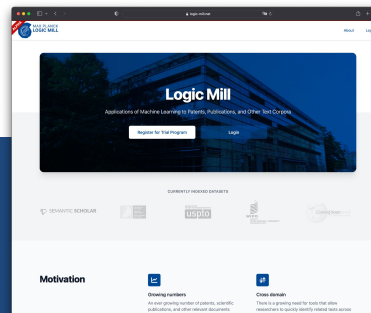 logic-mill.net
MAX PLANCK
LOGIC MILL
About
Logic Mill
Applications of Machine Learning to Patents, Publications, and Other Text Corpora
Register for Trial Program
Login
CURRENTLY INDEXED DATASETS
SEMANTIC SCHOLAR
uspto
Motivation
Growing numbers
An ever growing number of patents, scientific
publications, and other relevant documents
Cross domain
There is a growing need for tools that allow
researchers to quickly identify related texts across